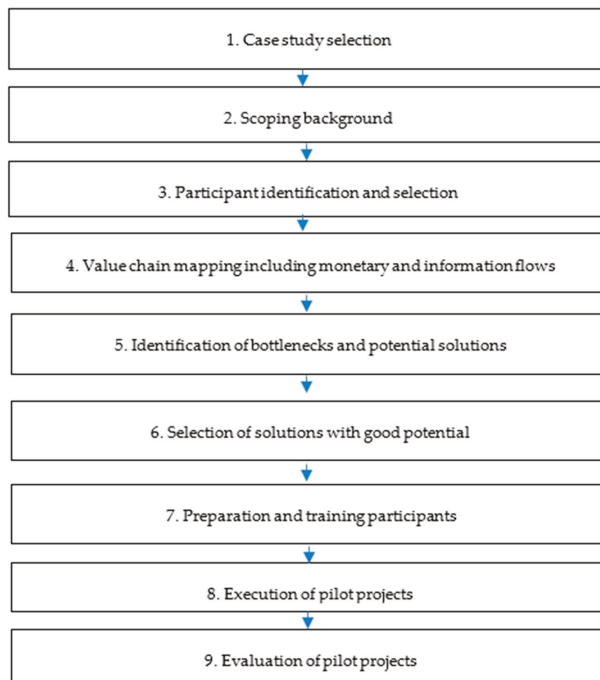 1. Case study selection
2. Scoping background
3. Participant identification and selection
4. Value chain mapping including monetary and information flows
5. Identification of bottlenecks and potential solutions
6. Selection of solutions with good potential
7. Preparation and training participants
8. Execution of pilot projects
9. Evaluation of pilot projects